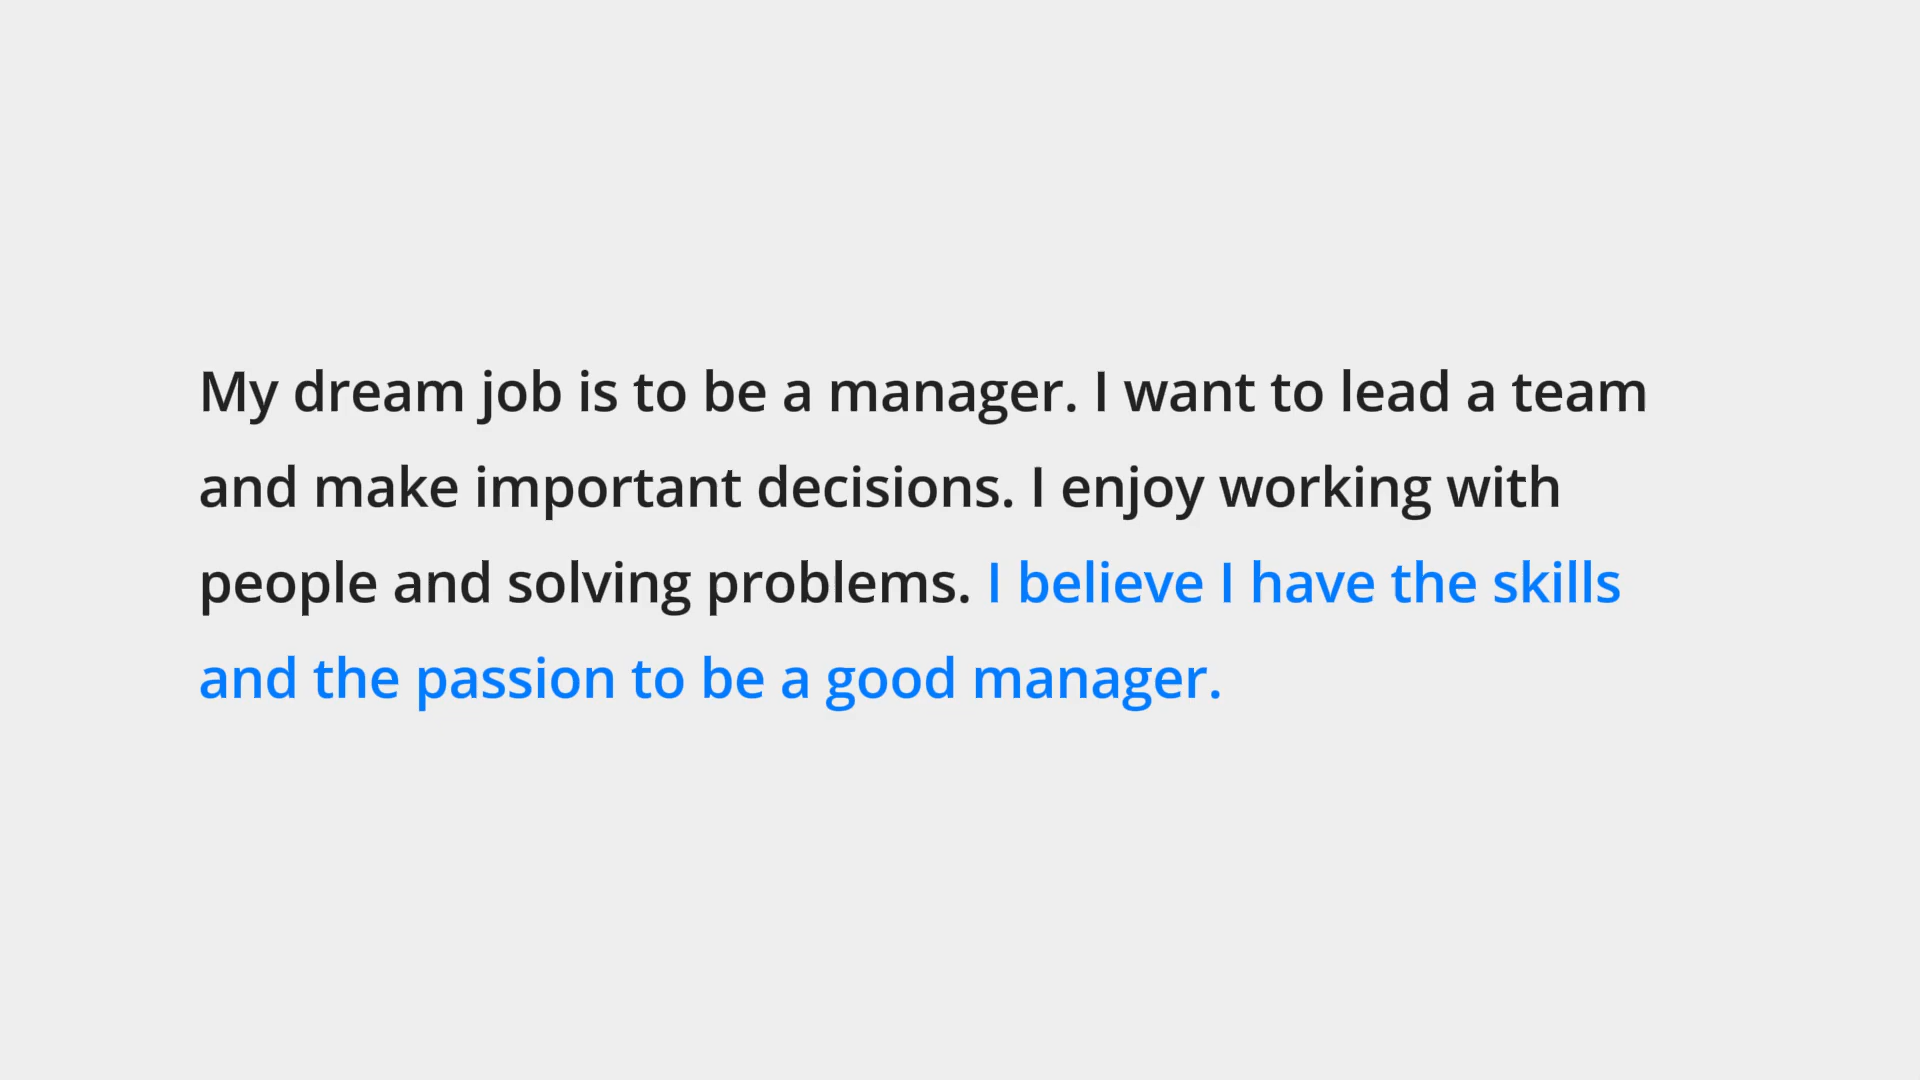 My dream job is to be a manager. I want to lead a team
and make important decisions. I enjoy working with
people and solving problems. I believe I have the skills
and the passion to be a good manager.